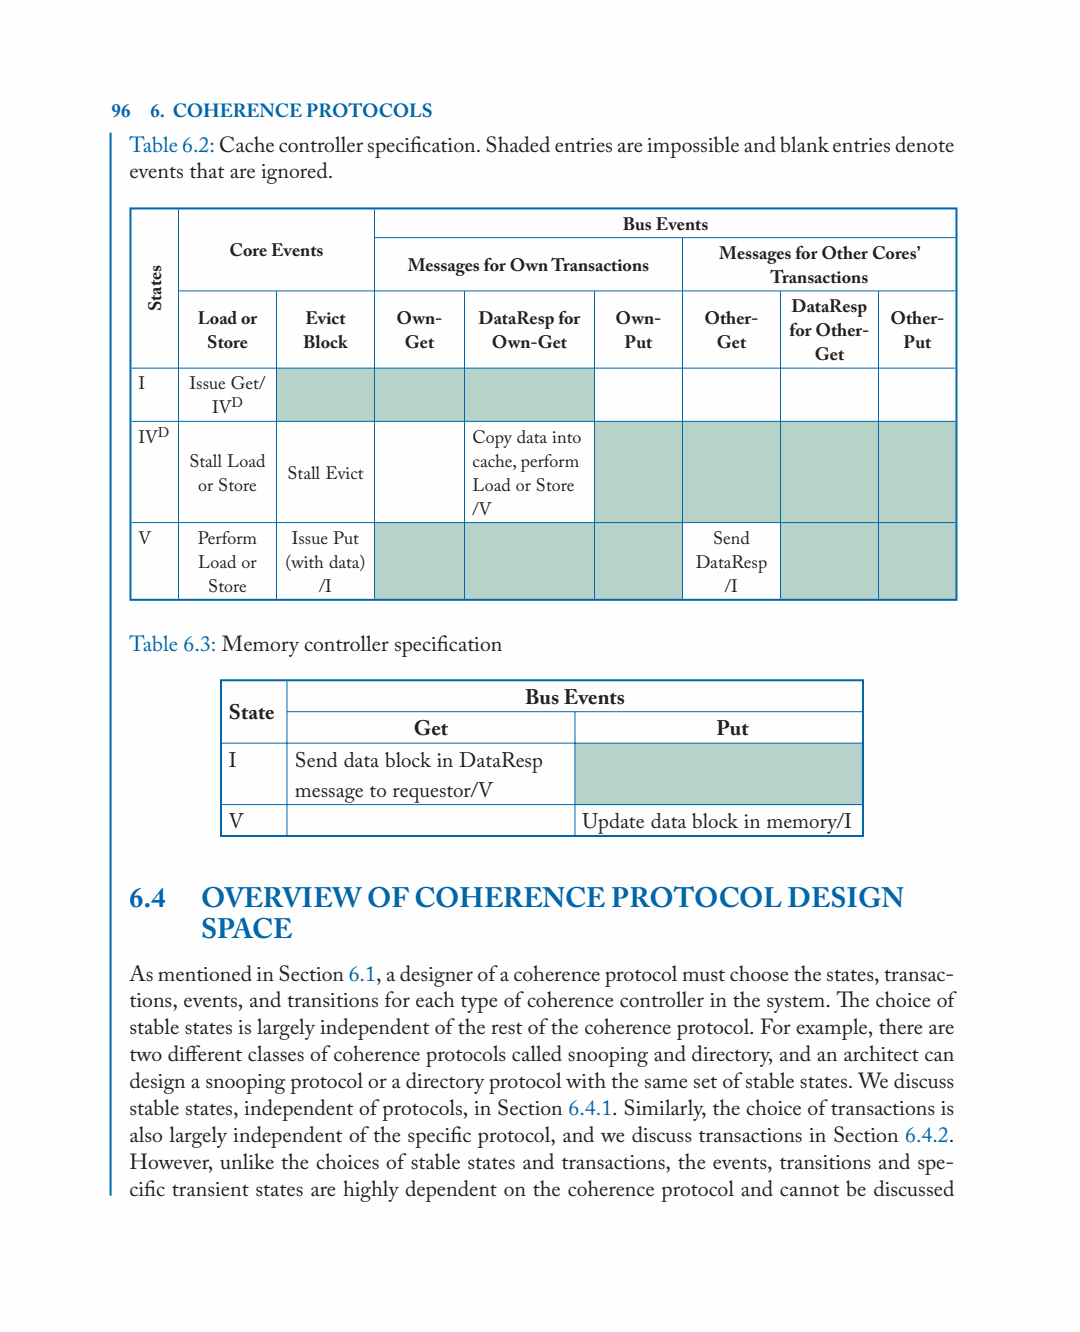 96 6. COHERENCE PROTOCOLS
Table 6.2: Cache controller specification. Shaded entries are impossible and blank entries denote
events that are ignored.
States
Core Events
Bus Events
Messages for Own Transactions
Messages for Other Cores’
Transactions
Load or
Store
Evict
Block
Own-
Get
DataResp for
Own-Get
Own-
Put
Other-
Get
DataResp
for Other-
Get
Other-
Put
I
Issue Get/
IVD
IVD
Stall Load
or Store
Stall Evict
Copy data into
cache, perform
Load or Store
/V
V
Perform
Load or
Store
Issue Put
(with data)
/I
Send
DataResp
/I
Table 6.3: Memory controller specification
State
Bus Events
Get
Put
I
Send data block in DataResp
message to requestor/V
V
Update data block in memory/I
6.4 OVERVIEW OF COHERENCE PROTOCOL DESIGN
SPACE
As mentioned in Section 6.1, a designer of a coherence protocol must choose the states, transac-
tions, events, and transitions for each type of coherence controller in the system. The choice of
stable states is largely independent of the rest of the coherence protocol. For example, there are
two different classes of coherence protocols called snooping and directory, and an architect can
design a snooping protocol or a directory protocol with the same set of stable states. We discuss
stable states, independent of protocols, in Section 6.4.1. Similarly, the choice of transactions is
also largely independent of the specific protocol, and we discuss transactions in Section 6.4.2.
However, unlike the choices of stable states and transactions, the events, transitions and spe-
cific transient states are highly dependent on the coherence protocol and cannot be discussed